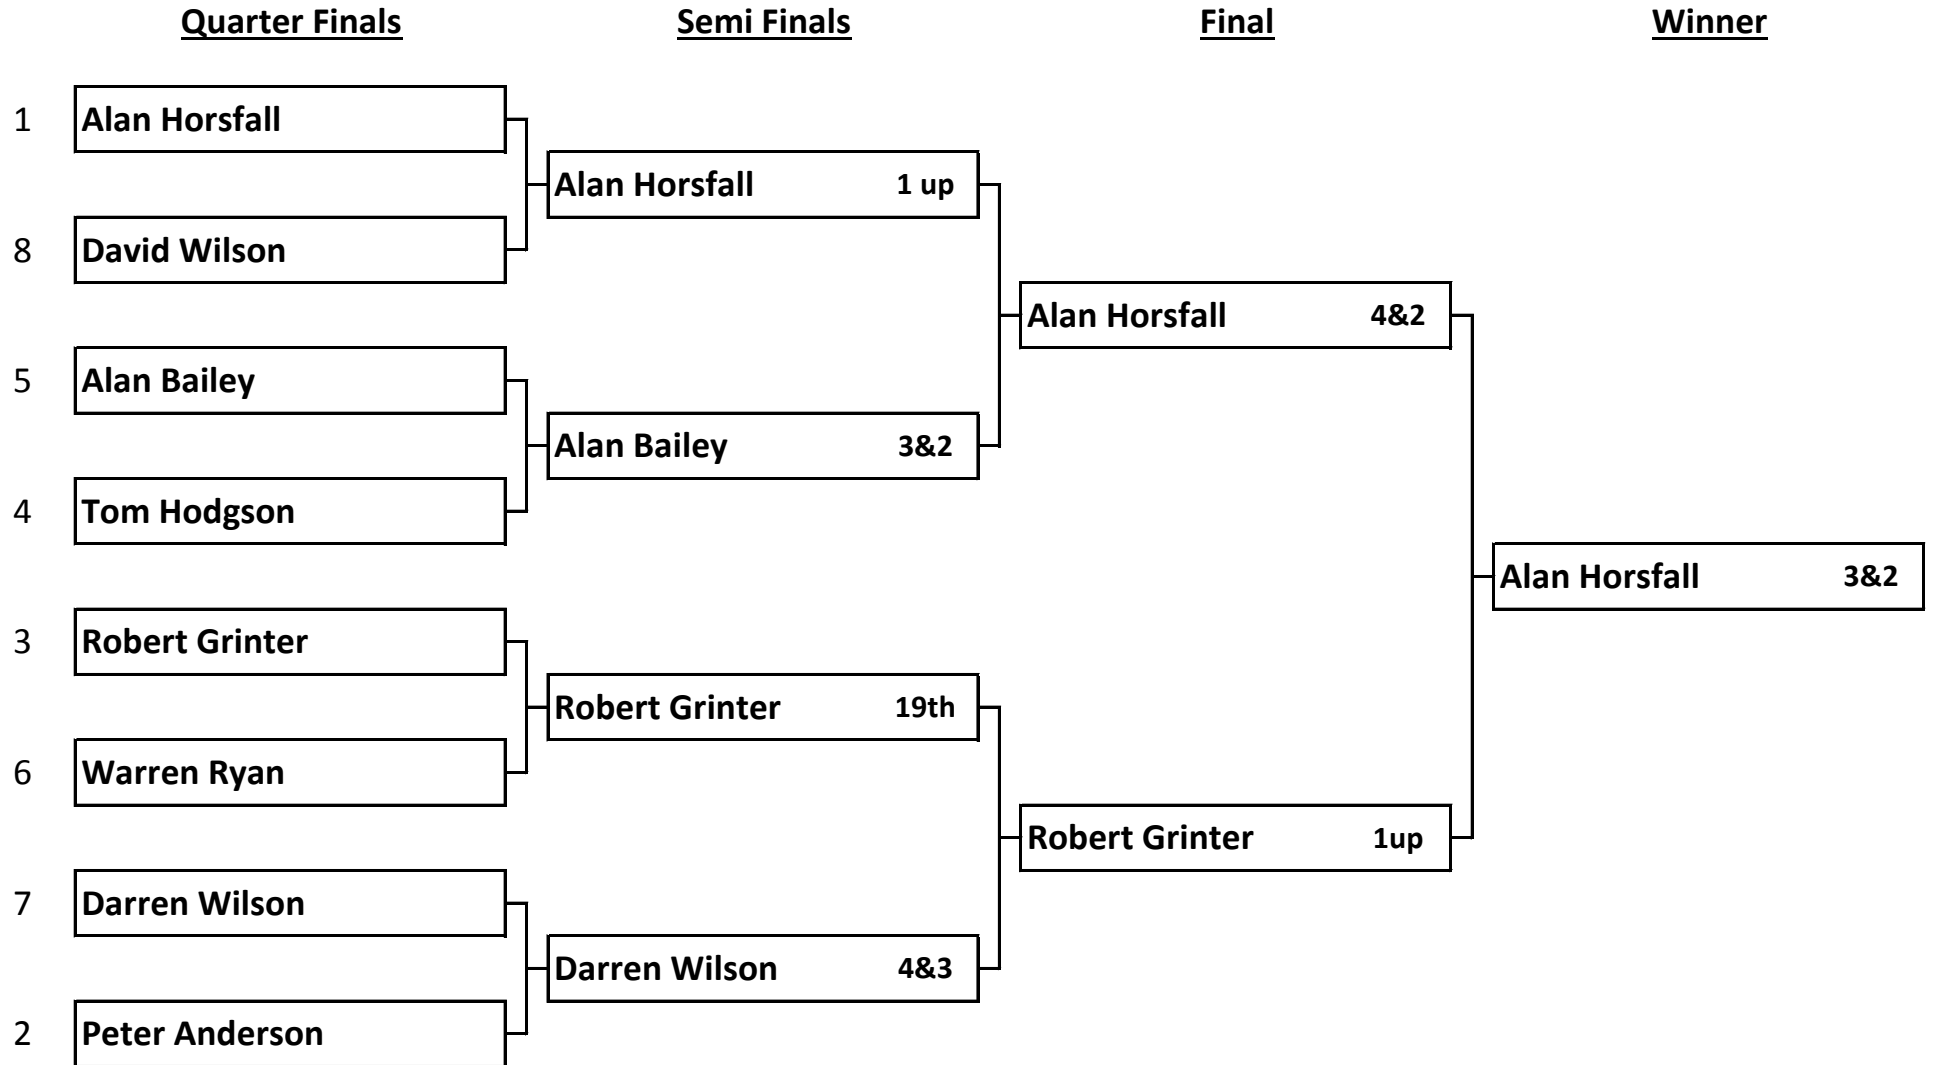 Quarter Finals Semi Finals Final Winner
1 Alan Horsfall
Alan Horsfall 1 up
8 David Wilson
Alan Horsfall 4&2
5 Alan Bailey
Alan Bailey 3&2
4 Tom Hodgson
Alan Horsfall 3&2
3 Robert Grinter
Robert Grinter 19th
6 Warren Ryan
Robert Grinter 1up
7 Darren Wilson
Darren Wilson 4&3
2 Peter Anderson